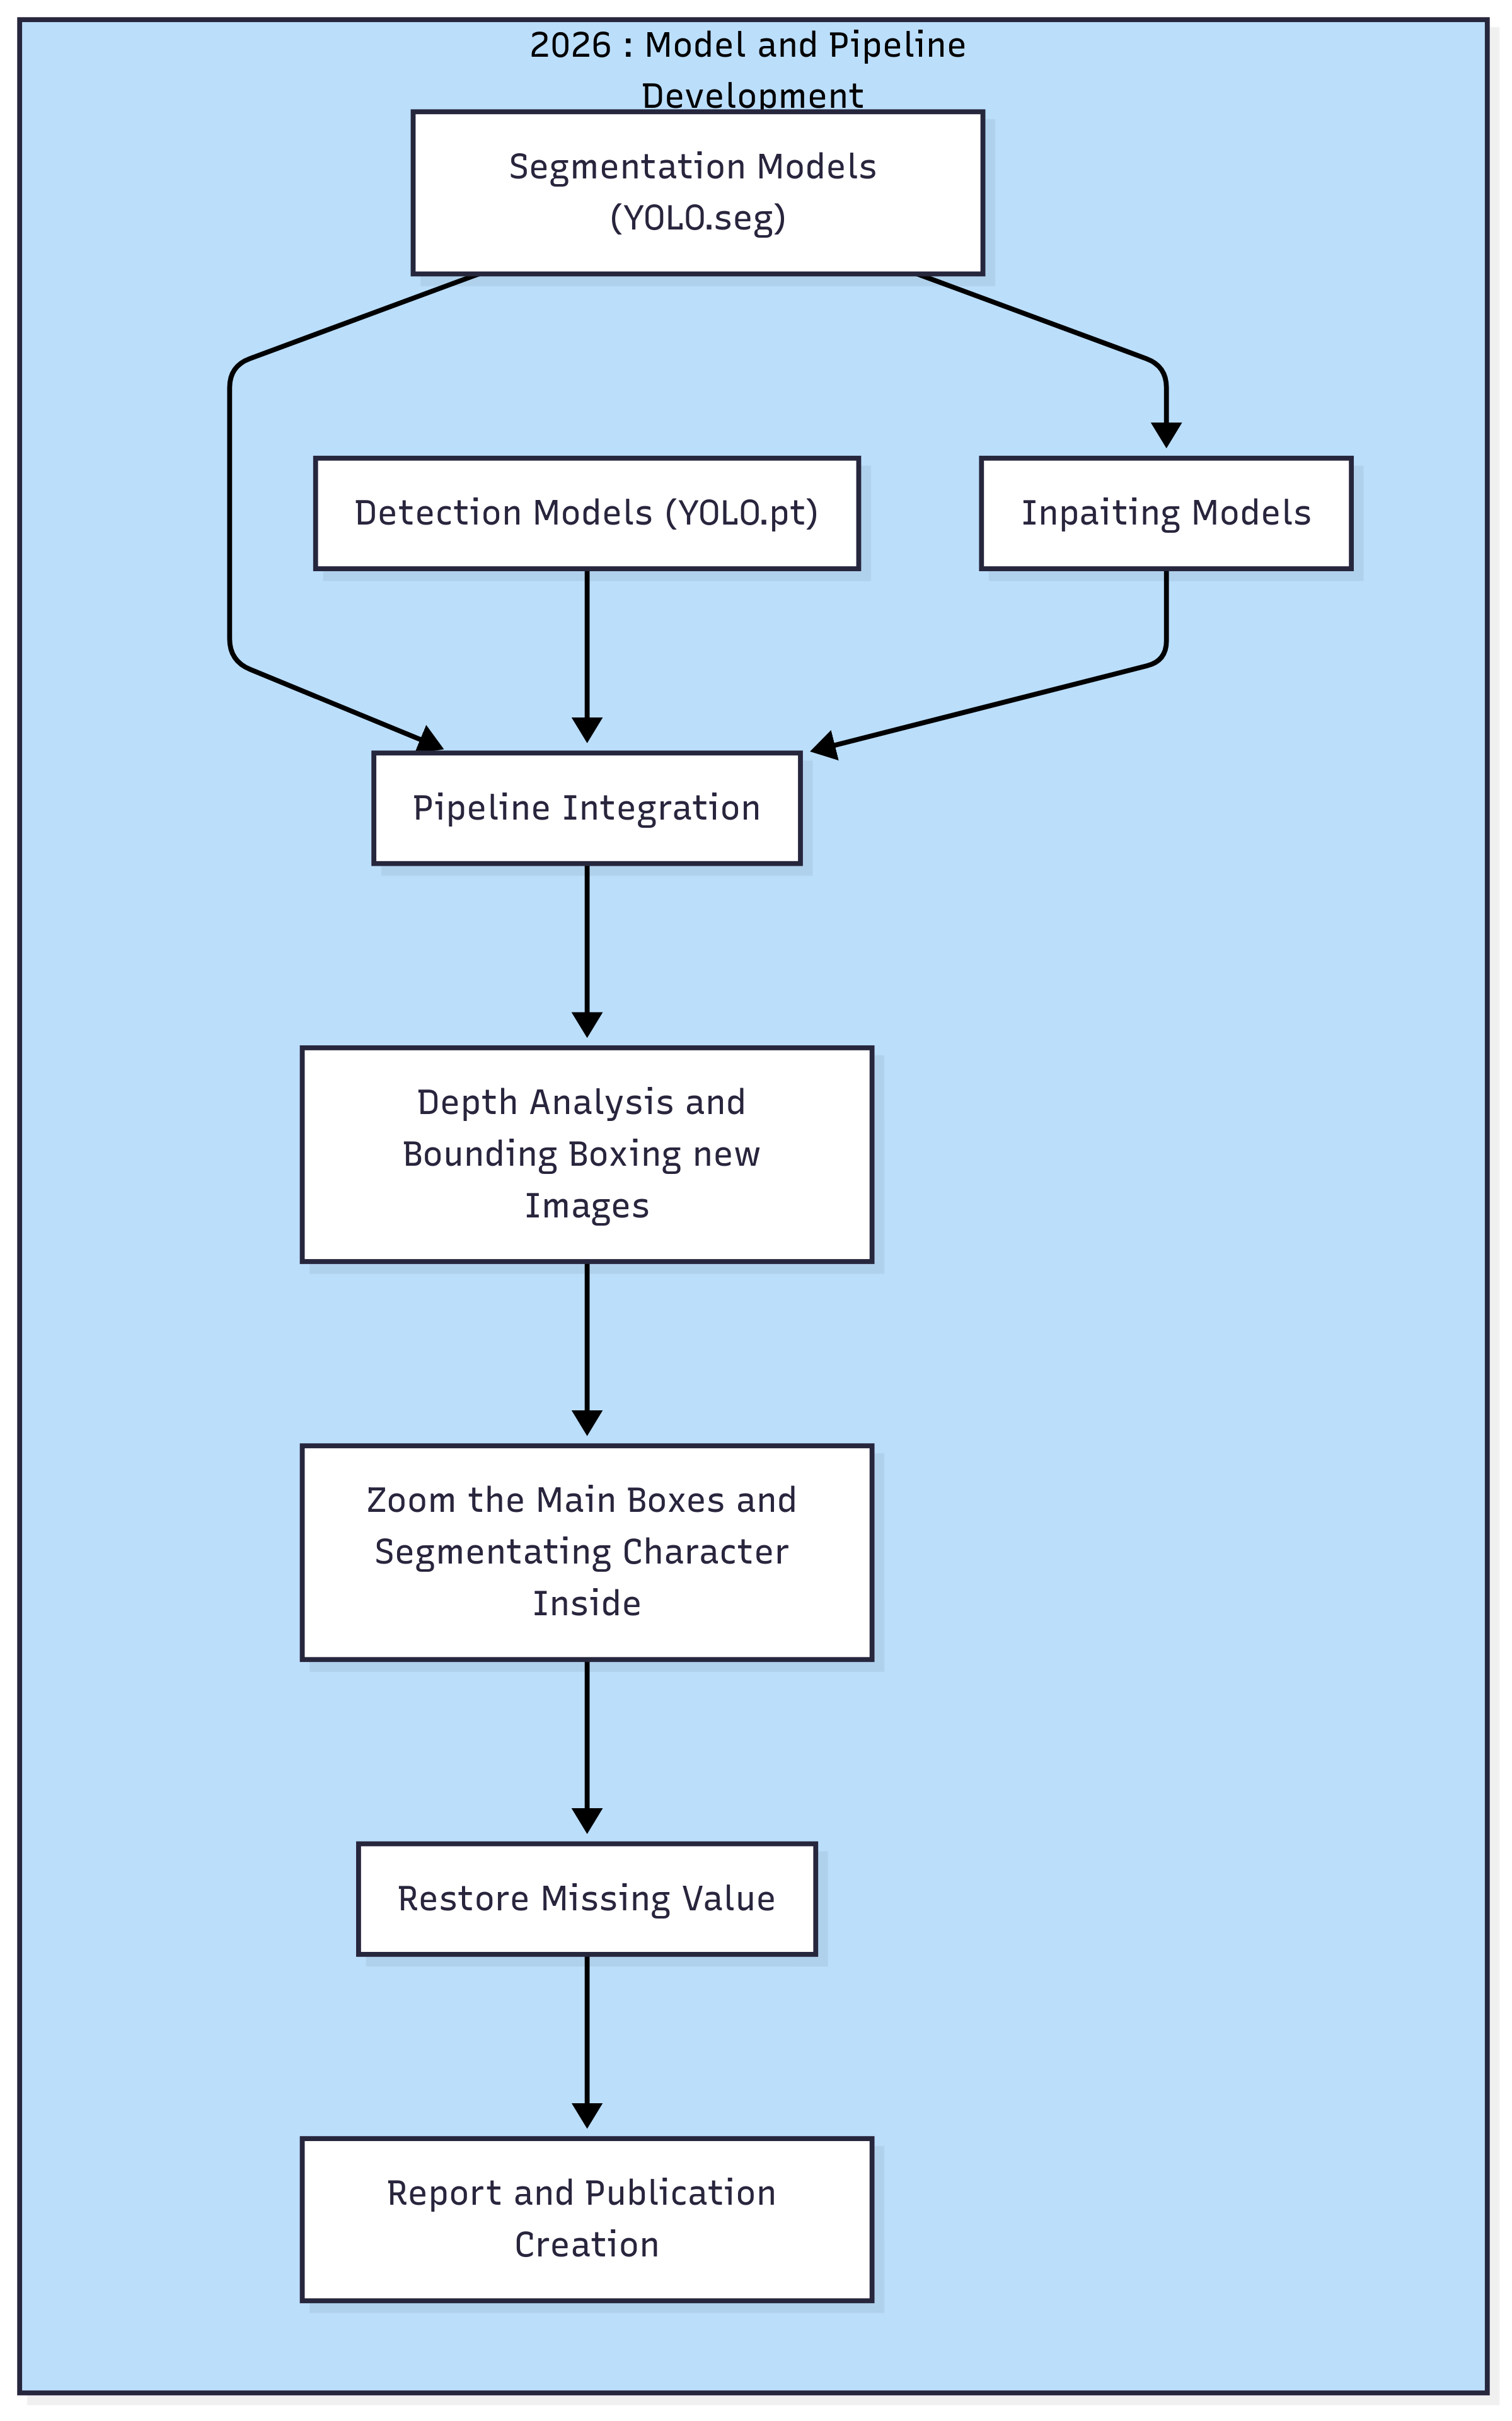 2026 : Model and Pipeline
Development
Segmentation Models
(YOLO.seg)
Detection Models (YOLO.pt)
Inpaiting Models
Pipeline Integration
Depth Analysis and
Bounding Boxing new
Images
Zoom the Main Boxes and
Segmentating Character
Inside
Restore Missing Value
Report and Publication
Creation